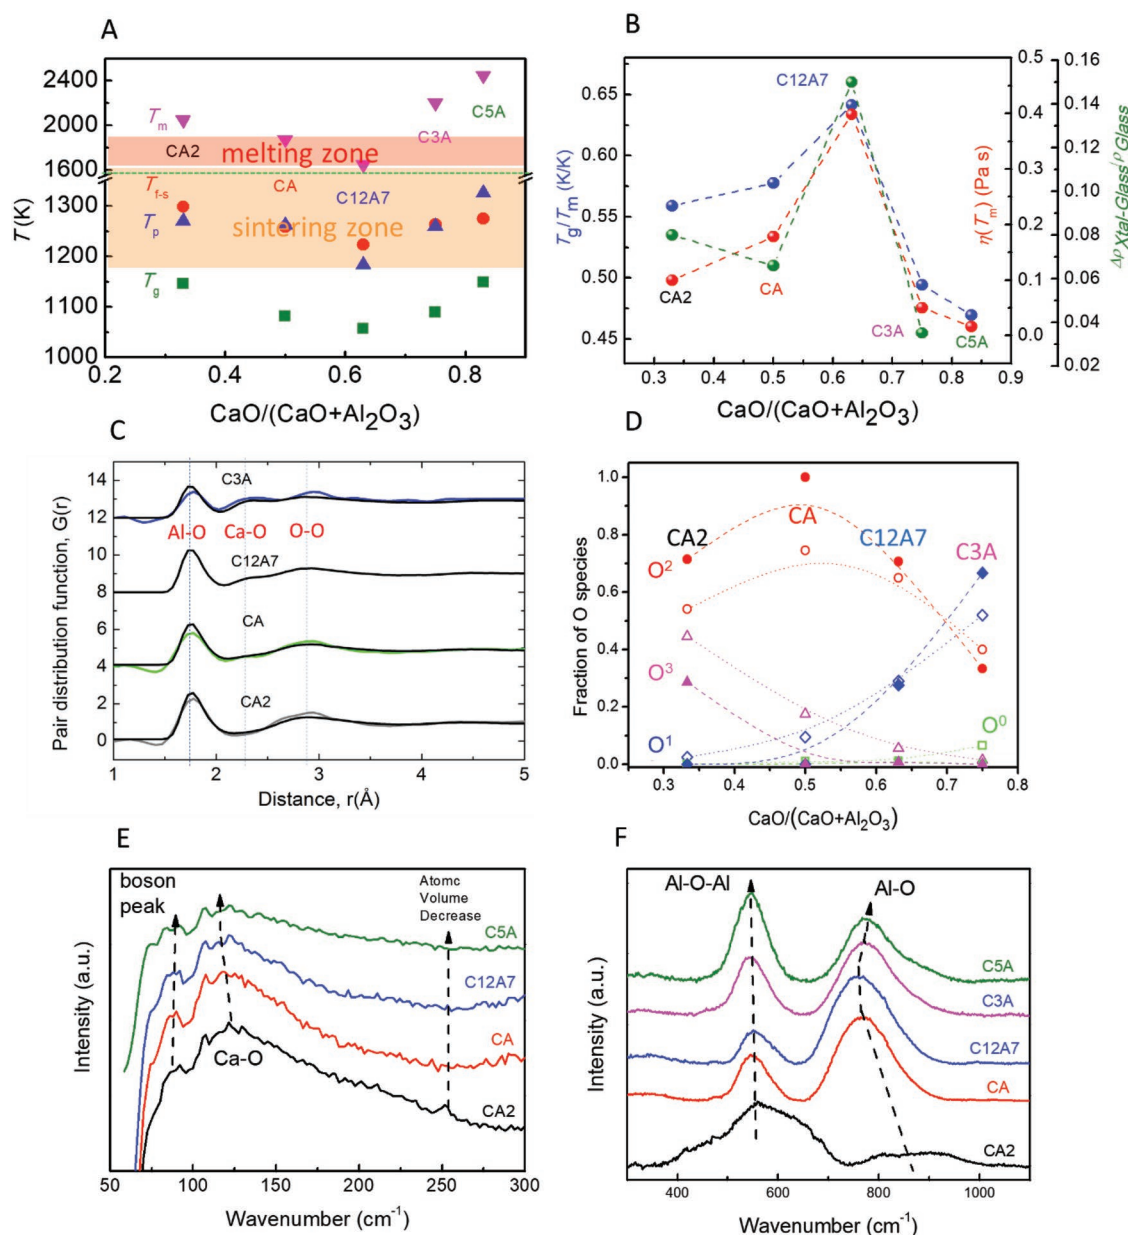 A
2400
2000
1600
1300
1200
1100
1000
T(K)
T_m
CA2
melting zone
C3A
C5A
T_f-s
CA
C12A7
T_p
sintering zone
T_g
0.2 0.4 0.6 0.8
CaO/(CaO+Al₂O₃)
B
0.65
0.60
0.55
0.50
0.45
T_g/T_m (K/K)
C12A7
CA2
CA
C3A
C5A
0.5
0.4
0.3
0.2
0.1
0.0
η(T_m) (Pa s)
0.16
0.14
0.12
0.10
0.08
0.06
0.04
0.02
Δρ Xtal-Glass/ρ Glass
0.3 0.4 0.5 0.6 0.7 0.8 0.9
CaO/(CaO+Al₂O₃)
C
Pair distribution function, G(r)
14
12
10
8
6
4
2
0
C3A
Al-O Ca-O O-O
C12A7
CA
CA2
1 2 3 4 5
Distance, r(Å)
D
Fraction of O species
1.0
0.8
0.6
0.4
0.2
0.0
CA2 CA C12A7 C3A
O²
O³
O¹
O⁰
0.3 0.4 0.5 0.6 0.7 0.8
CaO/(CaO+Al₂O₃)
E
Intensity (a.u.)
boson
peak
Atomc
Volume
Decrease
C5A
C12A7
CA
Ca-O
CA2
50 100 150 200 250 300
Wavenumber (cm⁻¹)
F
Intensity (a.u.)
Al-O-Al
Al-O
C5A
C3A
C12A7
CA
CA2
400 600 800 1000
Wavenumber (cm⁻¹)